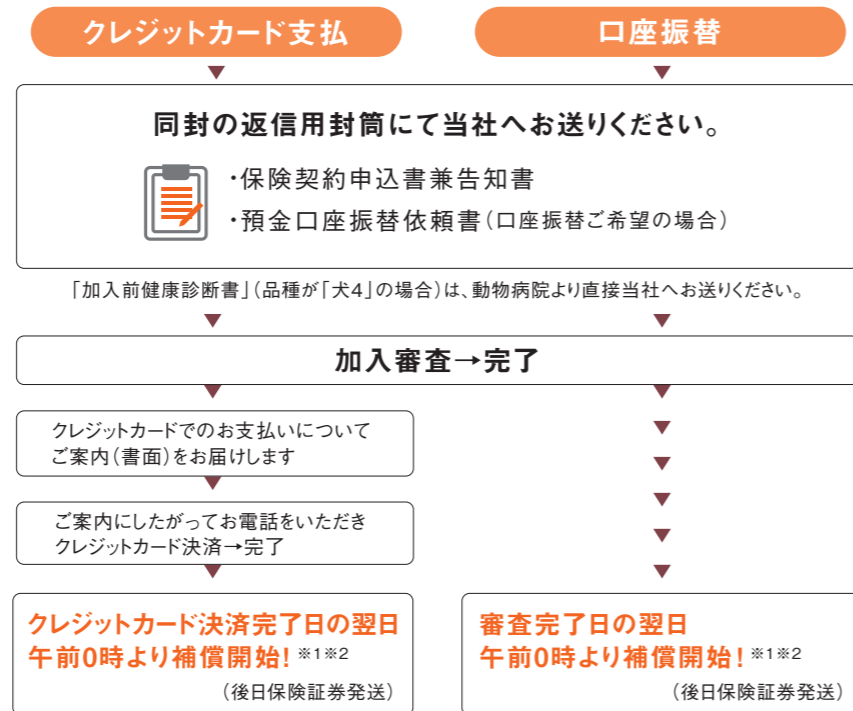 クレジットカード支払
口座振替
同封の返信用封筒にて当社へお送りください。
・保険契約申込書兼告知書
・預金口座振替依頼書（口座振替ご希望の場合）
「加入前健康診断書」（品種が「犬4」の場合）は、動物病院より直接当社へお送りください。
加入審査→完了
クレジットカードでのお支払いについて
ご案内（書面）をお届けします
ご案内にしたがってお電話をいただき
クレジットカード決済→完了
クレジットカード決済完了日の翌日
午前0時より補償開始！※1※2
（後日保険証券発送）
審査完了日の翌日
午前0時より補償開始！※1※2
（後日保険証券発送）